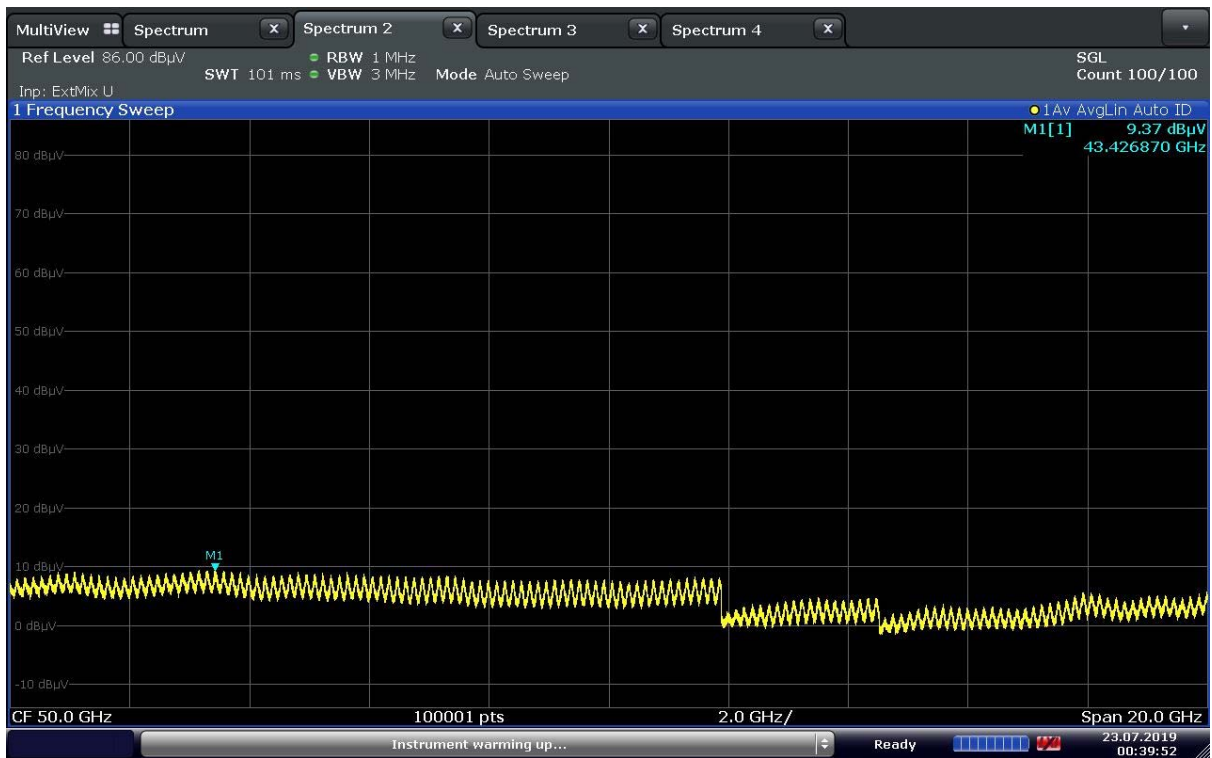 MultiView Spectrum X Spectrum 2 X Spectrum 3 X Spectrum 4 X
Ref Level 86.00 dBµV RBW 1 MHz SGL
SWT 101 ms VBW 3 MHz Mode Auto Sweep Count 100/100
Inp: ExtMix U
1 Frequency Sweep 1Av AvgLin Auto ID
M1[1] 9.37 dBµV
43.426870 GHz
80 dBµV
70 dBµV
60 dBµV
50 dBµV
40 dBµV
30 dBµV
20 dBµV
M1
10 dBµV
0 dBµV
-10 dBµV
CF 50.0 GHz 100001 pts 2.0 GHz/ Span 20.0 GHz
Instrument warming up... Ready 23.07.2019
00:39:52